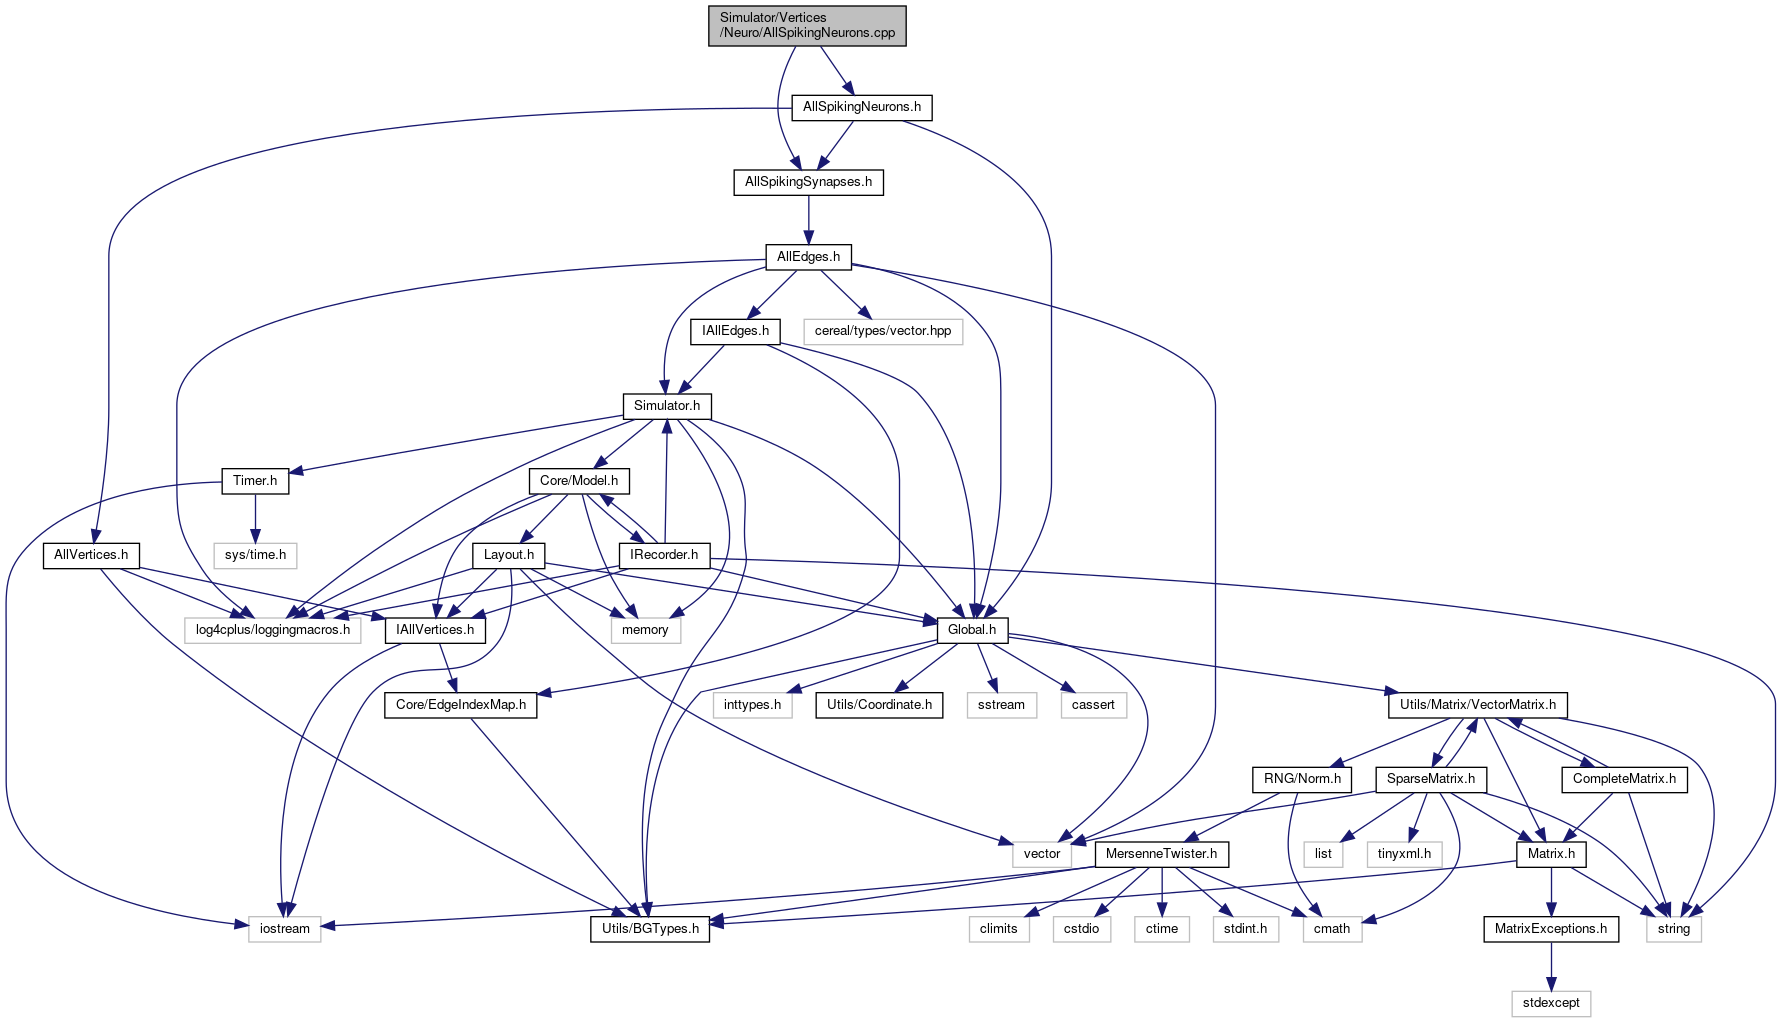 Simulator/Vertices
/Neuro/AllSpikingNeurons.cpp
AllSpikingNeurons.h
AllSpikingSynapses.h
AllEdges.h
IAllEdges.h
cereal/types/vector.hpp
Simulator.h
Timer.h
Core/Model.h
AllVertices.h
sys/time.h
Layout.h
IRecorder.h
log4cplus/loggingmacros.h
IAllVertices.h
memory
Global.h
Core/EdgeIndexMap.h
inttypes.h
Utils/Coordinate.h
sstream
cassert
Utils/Matrix/VectorMatrix.h
RNG/Norm.h
SparseMatrix.h
CompleteMatrix.h
vector
MersenneTwister.h
list
tinyxml.h
Matrix.h
iostream
Utils/BGTypes.h
climits
cstdio
ctime
stdint.h
cmath
MatrixExceptions.h
string
stdexcept